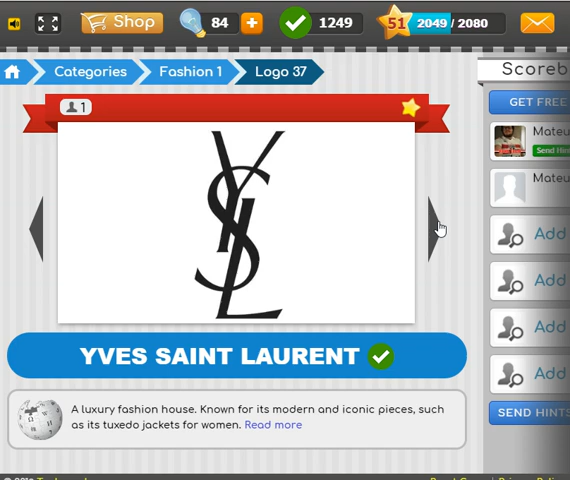 Shop 84 1249 51 2049 / 2080
Categories Fashion 1 Logo 37
Scoreb
1
GET FREE
Mateu
Send Hin
YSL
Mateu
Add
Add
Add
YVES SAINT LAURENT
Add
A luxury fashion house. Known for its modern and iconic pieces, such
as its tuxedo jackets for women. Read more
SEND HINTS